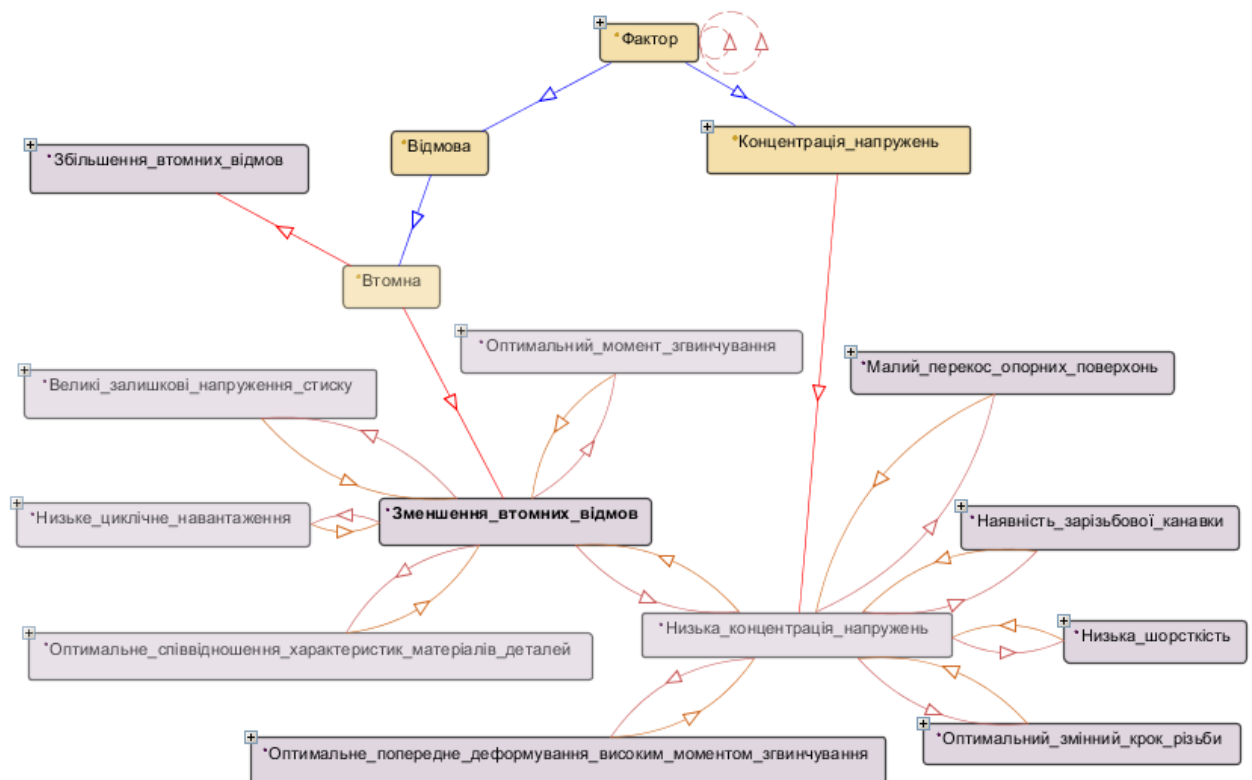 Фактор
Відмова
Концентрація_напружень
Збільшення_втомних_відмов
Втомна
Оптимальний_момент_згвинчування
Малий_перекос_опорних_поверхонь
Великі_залишкові_напруження_стиску
Низьке_циклічне_навантаження
Зменшення_втомних_відмов
Наявність_зарізьбової_канавки
Низька_концентрація_напружень
Низька_шорсткість
Оптимальне_співвідношення_характеристик_матеріалів_деталей
Оптимальний_змінний_крок_різьби
Оптимальне_попереднє_деформування_високим_моментом_згвинчування